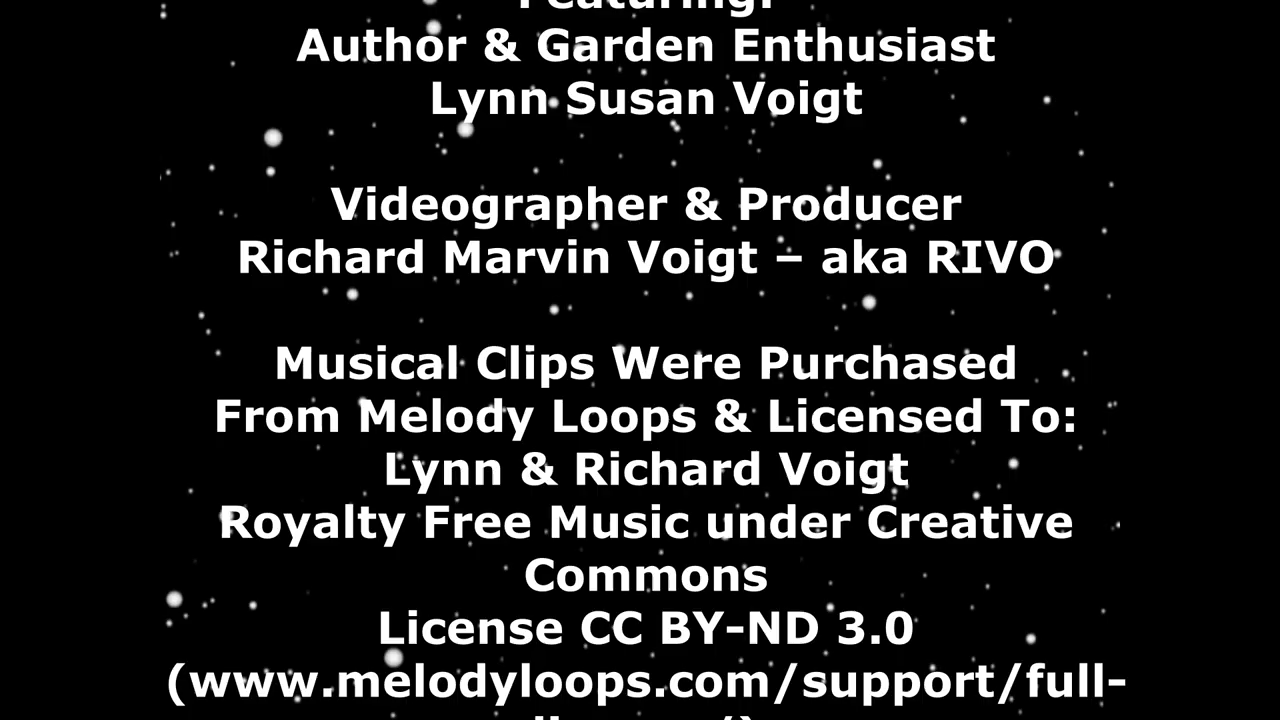 Featuring:
Author & Garden Enthusiast
Lynn Susan Voigt
Videographer & Producer
Richard Marvin Voigt – aka RIVO
Musical Clips Were Purchased
From Melody Loops & Licensed To:
Lynn & Richard Voigt
Royalty Free Music under Creative
Commons
License CC BY-ND 3.0
(www.melodyloops.com/support/full-